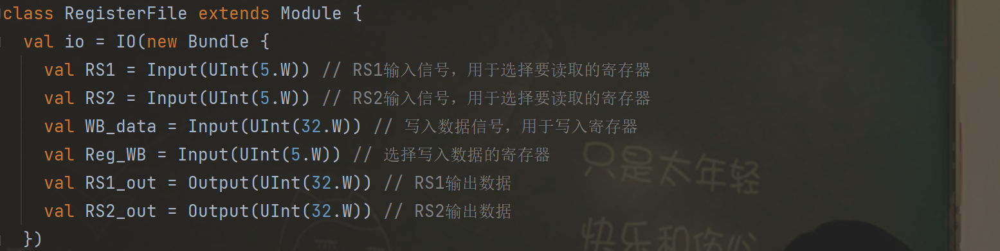 class RegisterFile extends Module {
val io = IO(new Bundle {
val RS1 = Input(UInt(5.W)) // RS1输入信号，用于选择要读取的寄存器
val RS2 = Input(UInt(5.W)) // RS2输入信号，用于选择要读取的寄存器
val WB_data = Input(UInt(32.W)) // 写入数据信号，用于写入寄存器
val Reg_WB = Input(UInt(5.W)) // 选择写入数据的寄存器
只是太年轻
val RS1_out = Output(UInt(32.W)) // RS1输出数据
val RS2_out = Output(UInt(32.W)) // RS2输出数据
快乐和伤心
})